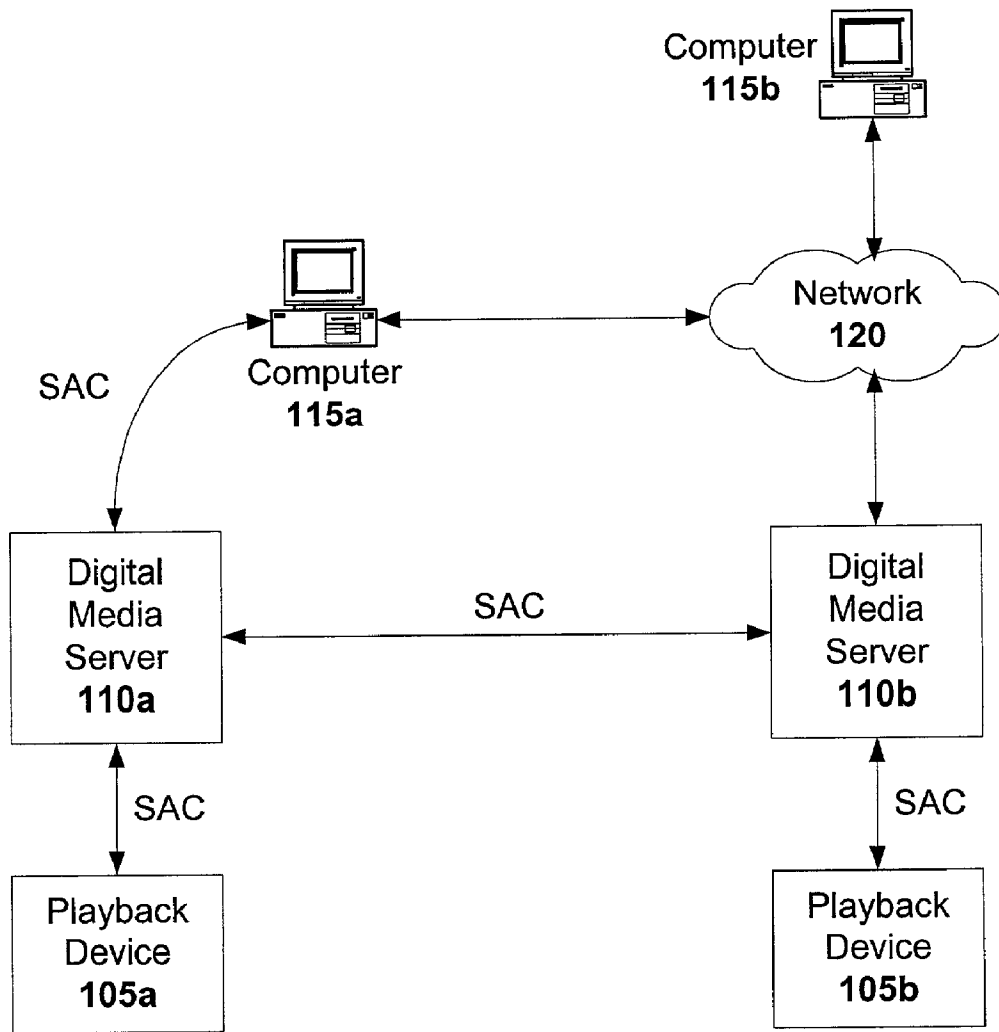 Computer
115b
Network
120
Computer
115a
SAC
Digital
Media
Server
110a
SAC
Digital
Media
Server
110b
SAC
SAC
Playback
Device
105a
Playback
Device
105b